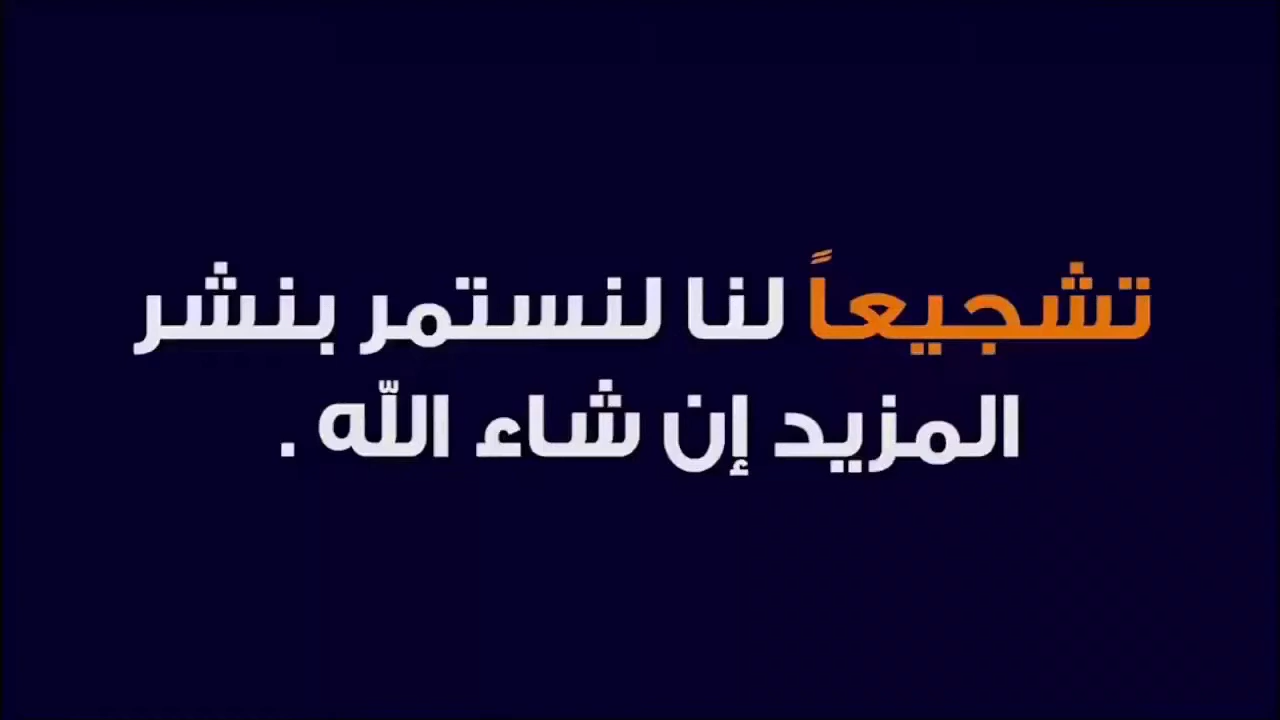 تشجيعاً لنا لنستمر بنشر
المزيد إن شاء اللّه .